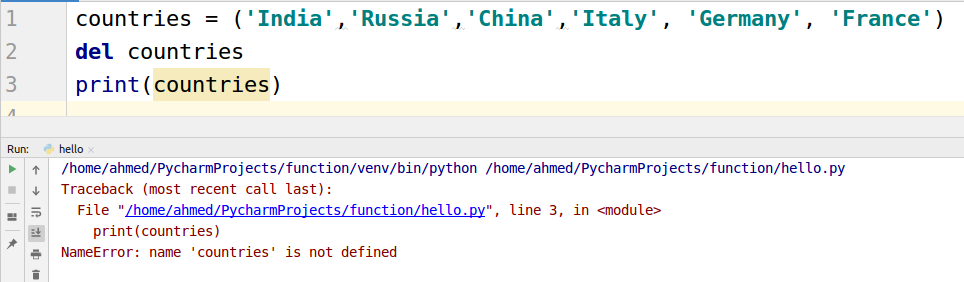 1 countries = ('India','Russia','China','Italy', 'Germany', 'France')
2 del countries
3 print(countries)
4
Run: hello ×
/home/ahmed/PycharmProjects/function/venv/bin/python /home/ahmed/PycharmProjects/function/hello.py
Traceback (most recent call last):
  File "/home/ahmed/PycharmProjects/function/hello.py", line 3, in <module>
    print(countries)
NameError: name 'countries' is not defined